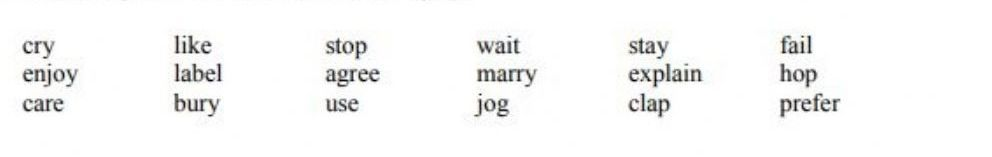 cry like stop wait stay fail
enjoy label agree marry explain hop
care bury use jog clap prefer